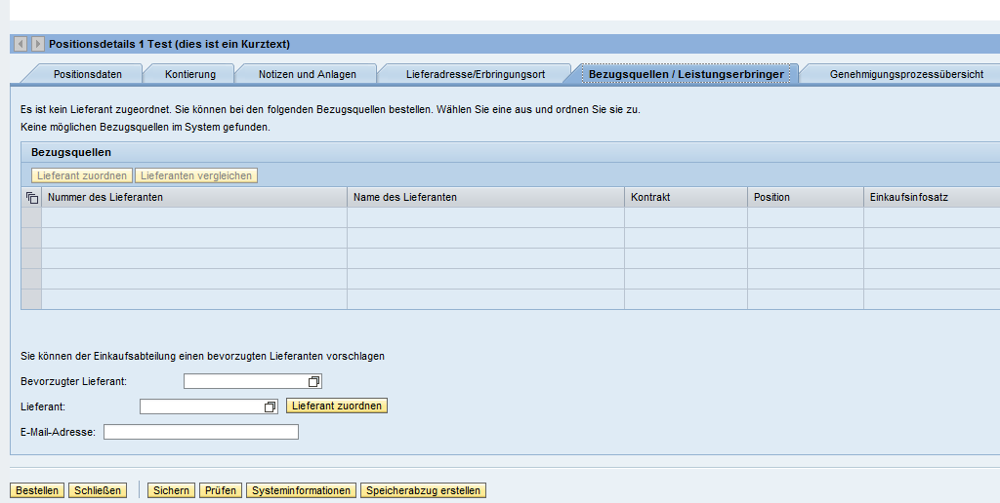 Positionsdetails 1 Test (dies ist ein Kurztext)
Positionsdaten Kontierung Notizen und Anlagen Lieferadresse/Erbringungsort Bezugsquellen / Leistungserbringer Genehmigungsprozessübersicht
Es ist kein Lieferant zugeordnet. Sie können bei den folgenden Bezugsquellen bestellen. Wählen Sie eine aus und ordnen Sie sie zu.
Keine möglichen Bezugsquellen im System gefunden.
Bezugsquellen
Lieferant zuordnen Lieferanten vergleichen
Nummer des Lieferanten Name des Lieferanten Kontrakt Position Einkaufsinfosatz
Sie können der Einkaufsabteilung einen bevorzugten Lieferanten vorschlagen
Bevorzugter Lieferant:
Lieferant: Lieferant zuordnen
E-Mail-Adresse:
Bestellen Schließen Sichern Prüfen Systeminformationen Speicherabzug erstellen